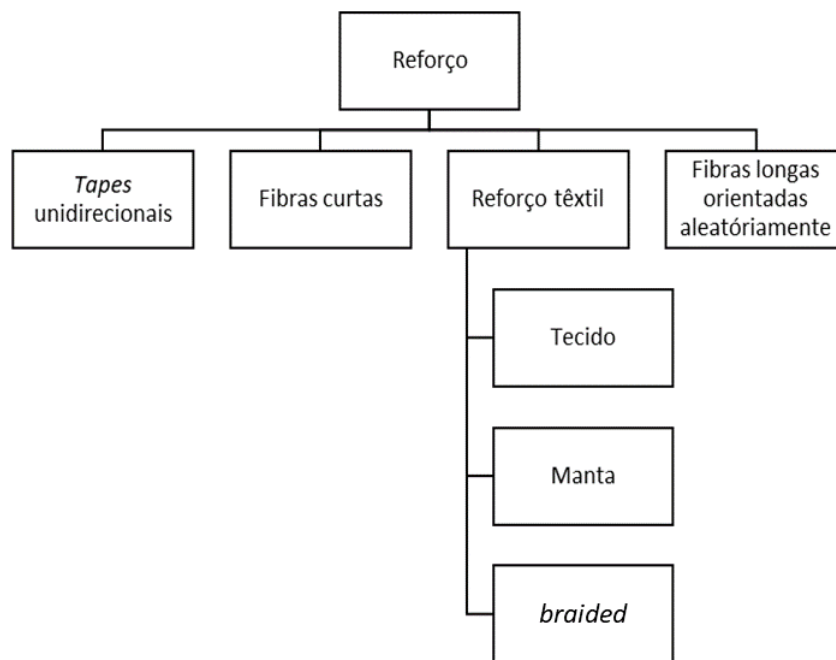 Reforço
Tapes
unidirecionais
Fibras curtas
Reforço têxtil
Fibras longas
orientadas
aleatóriamente
Tecido
Manta
braided